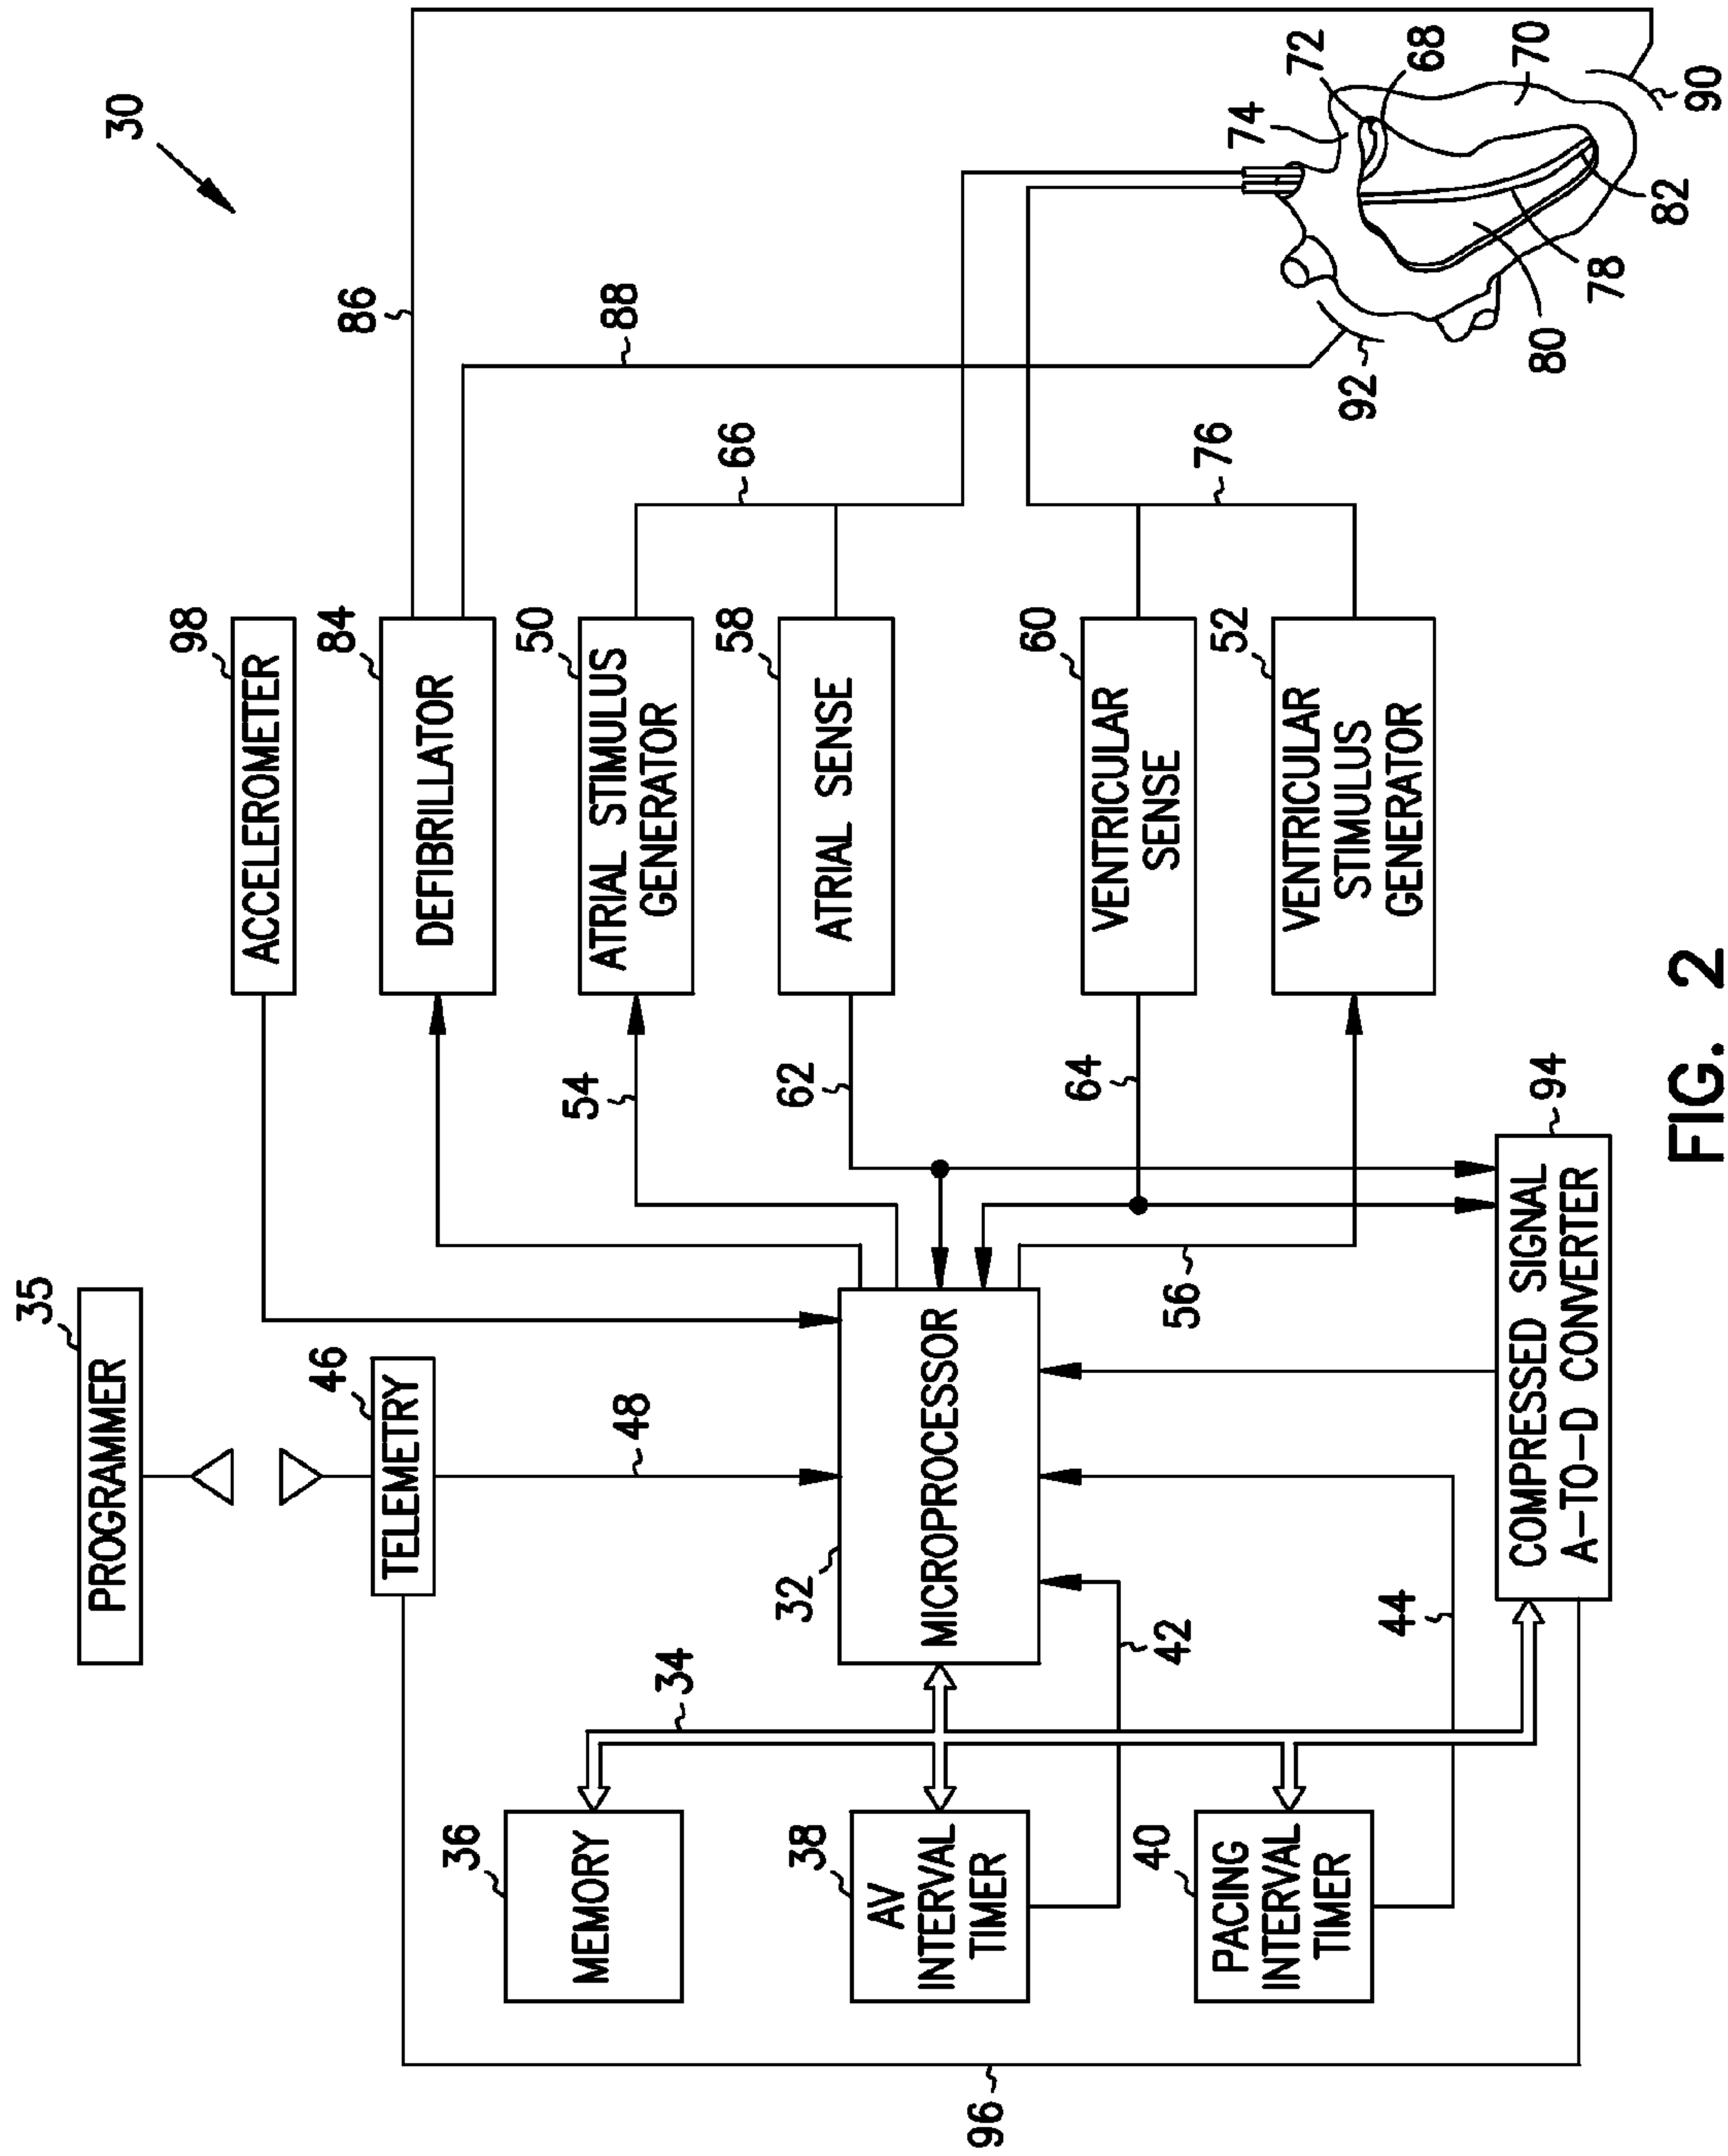 30
35
PROGRAMMER
46
TELEMETRY
48
98
ACCELEROMETER
84
DEFIBRILLATOR
86
88
50
ATRIAL STIMULUS
GENERATOR
54
66
58
ATRIAL SENSE
62
32
MICROPROCESSOR
60
VENTRICULAR
SENSE
64
52
VENTRICULAR
STIMULUS
GENERATOR
56
76
34
36
MEMORY
38
AV
INTERVAL
TIMER
42
40
PACING
INTERVAL
TIMER
44
94
COMPRESSED SIGNAL
A-TO-D CONVERTER
96
74
72
68
70
90
92
80
78
82
FIG. 2